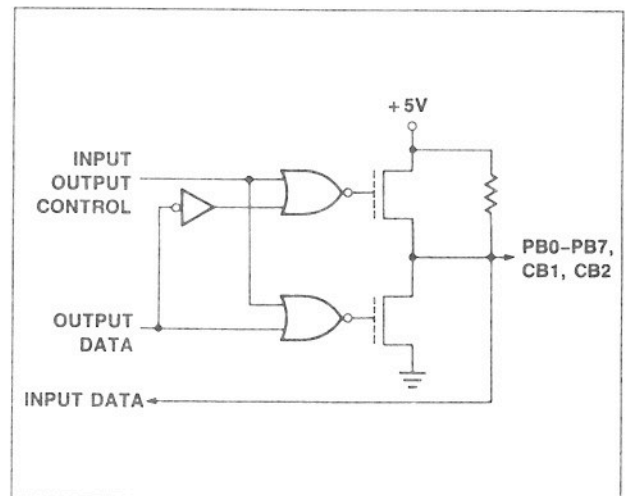 +5V
INPUT
OUTPUT
CONTROL
PB0-PB7,
CB1, CB2
OUTPUT
DATA
INPUT DATA